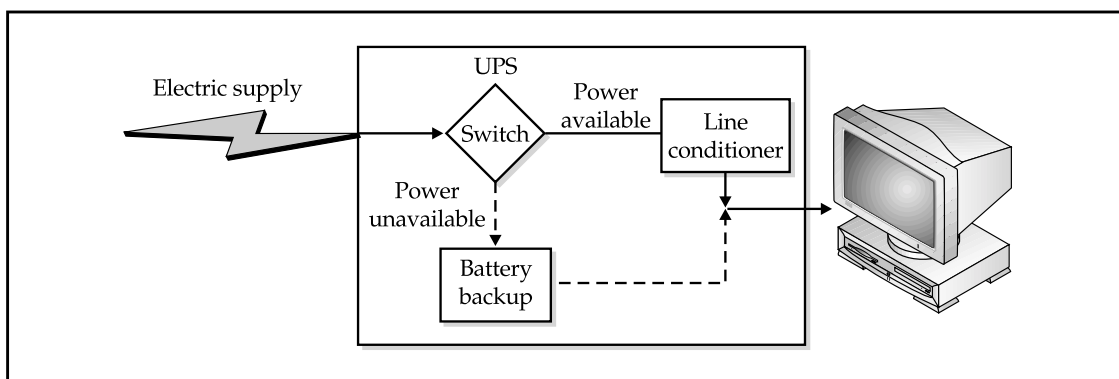 UPS
Electric supply
Switch
Power
available
Line
conditioner
Power
unavailable
Battery
backup